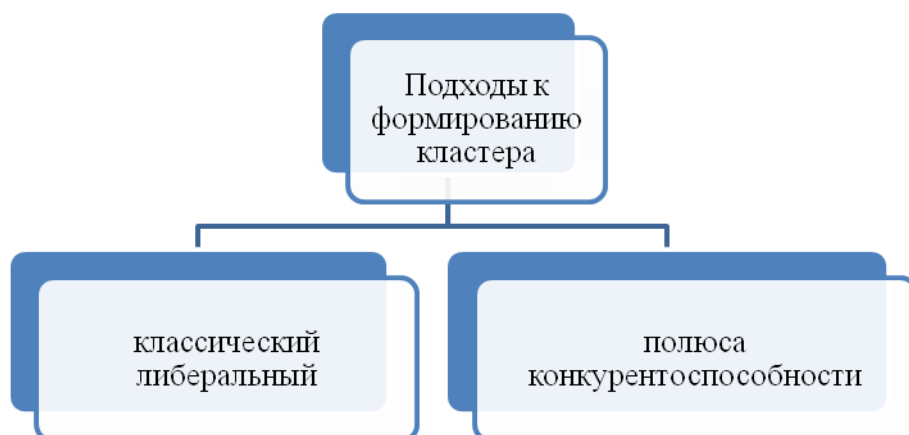 Подходы к
формированию
кластера
классический
либеральный
полюса
конкурентоспособности